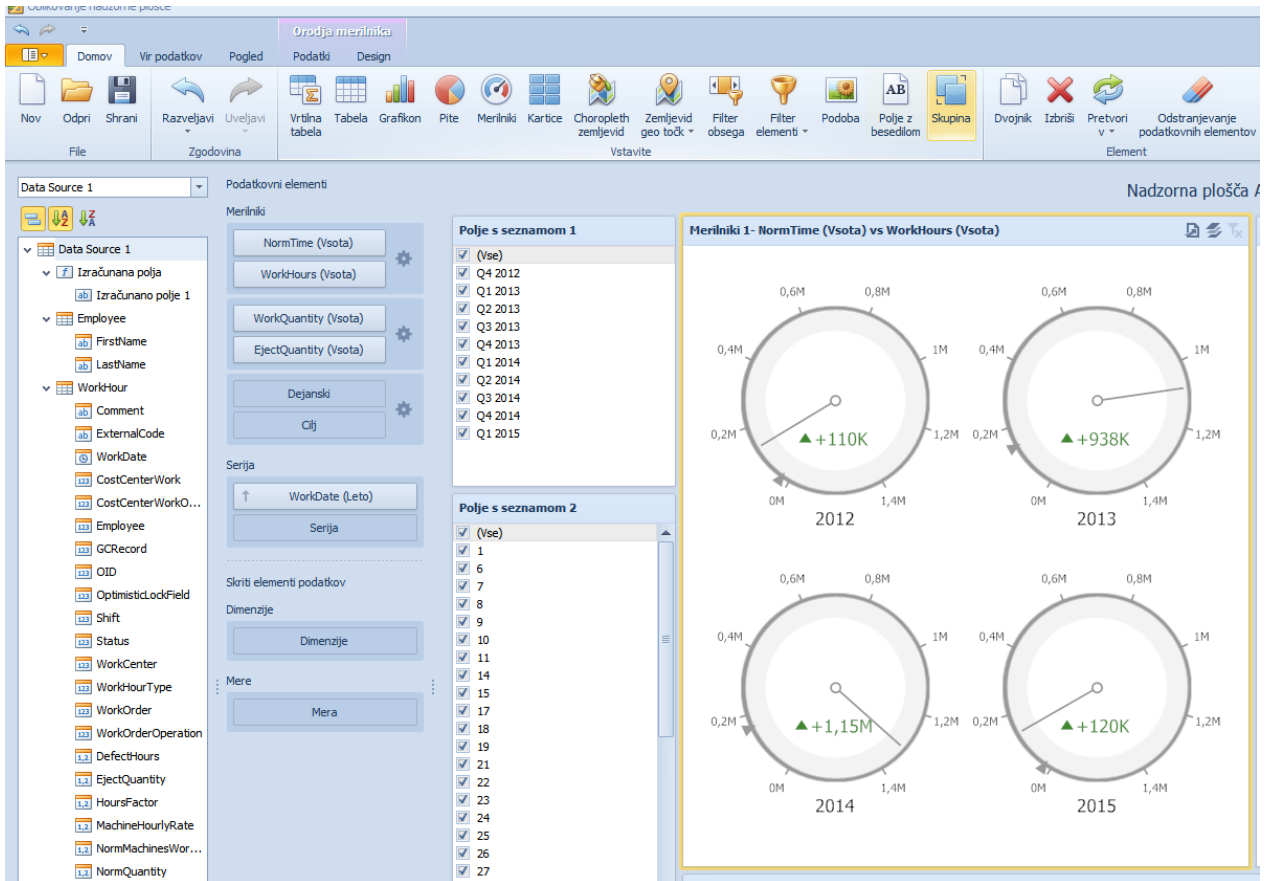 Oblikovanje nadzorne plošče
Orodja merilnika
Domov
Vir podatkov
Pogled
Podatki
Design
Nov
Odpri
Shrani
Razveljavi
Uveljavi
Vrtilna tabela
Tabela
Grafikon
Pite
Merilniki
Kartice
Choropleth zemljevid
Zemljevid geo točk
Filter obsega
Filter elementi
Podoba
AB
Polje z besedilom
Skupina
Dvojnik
Izbriši
Pretvori v
Odstranjevanje podatkovnih elementov
File
Zgodovina
Vstavite
Element
Data Source 1
Data Source 1
Izračunana polja
Izračunano polje 1
Employee
FirstName
LastName
WorkHour
Comment
ExternalCode
WorkDate
CostCenterWork
CostCenterWorkO...
Employee
GCRecord
OID
OptimisticLockField
Shift
Status
WorkCenter
WorkHourType
WorkOrder
WorkOrderOperation
DefectHours
EjectQuantity
HoursFactor
MachineHourlyRate
NormMachinesWor...
NormQuantity
Podatkovni elementi
Merilniki
NormTime (Vsota)
WorkHours (Vsota)
WorkQuantity (Vsota)
EjectQuantity (Vsota)
Dejanski
Cilj
Serija
WorkDate (Leto)
Serija
Skriti elementi podatkov
Dimenzije
Dimenzije
Mere
Mera
Nadzorna plošča
Polje s seznamom 1
(Vse)
Q4 2012
Q1 2013
Q2 2013
Q3 2013
Q4 2013
Q1 2014
Q2 2014
Q3 2014
Q4 2014
Q1 2015
Polje s seznamom 2
(Vse)
1
6
7
8
9
10
11
14
15
17
18
19
21
22
23
24
25
26
27
Merilniki 1- NormTime (Vsota) vs WorkHours (Vsota)
0,6M 0,8M
0,4M 1M
0,2M +110K 1,2M
0M 1,4M
2012
0,6M 0,8M
0,4M 1M
0,2M +938K 1,2M
0M 1,4M
2013
0,6M 0,8M
0,4M 1M
0,2M +1,15M 1,2M
0M 1,4M
2014
0,6M 0,8M
0,4M 1M
0,2M +120K 1,2M
0M 1,4M
2015